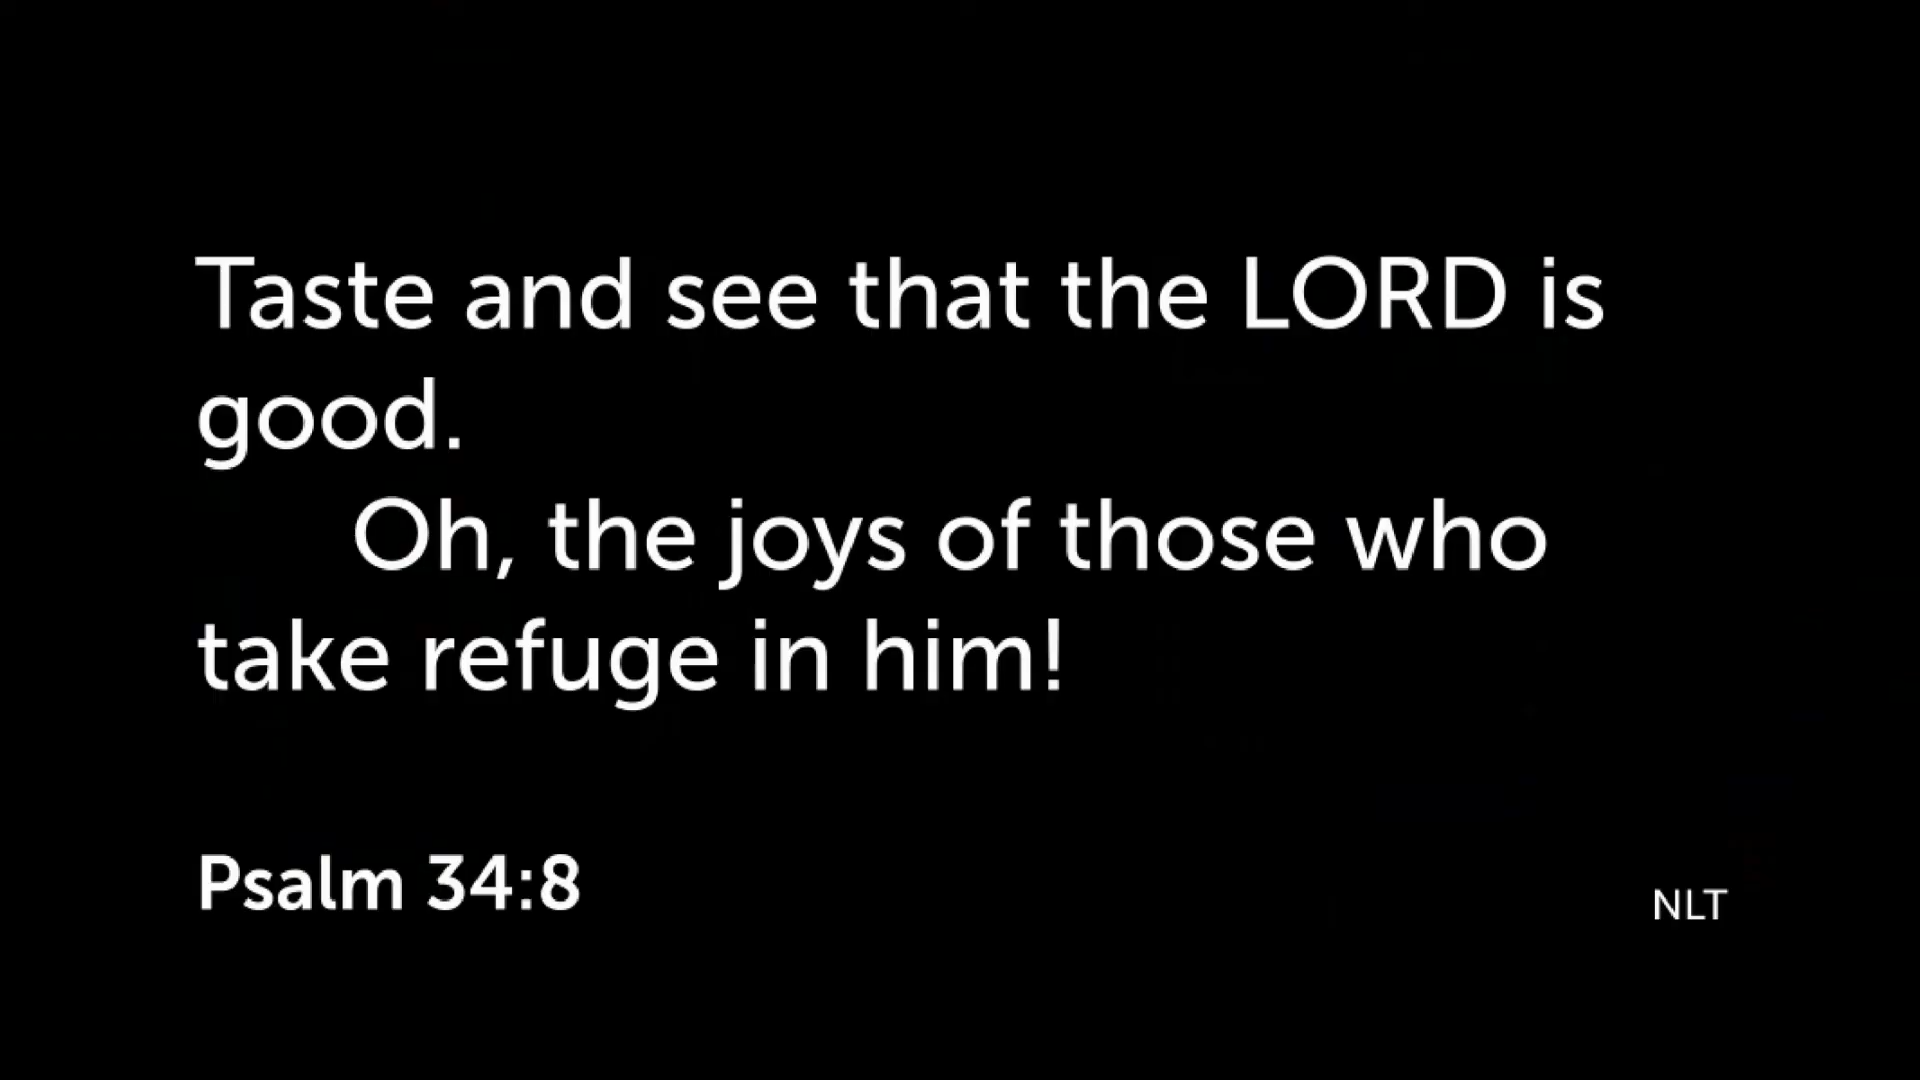 Taste and see that the LORD is
good.
Oh, the joys of those who
take refuge in him!
Psalm 34:8
NLT